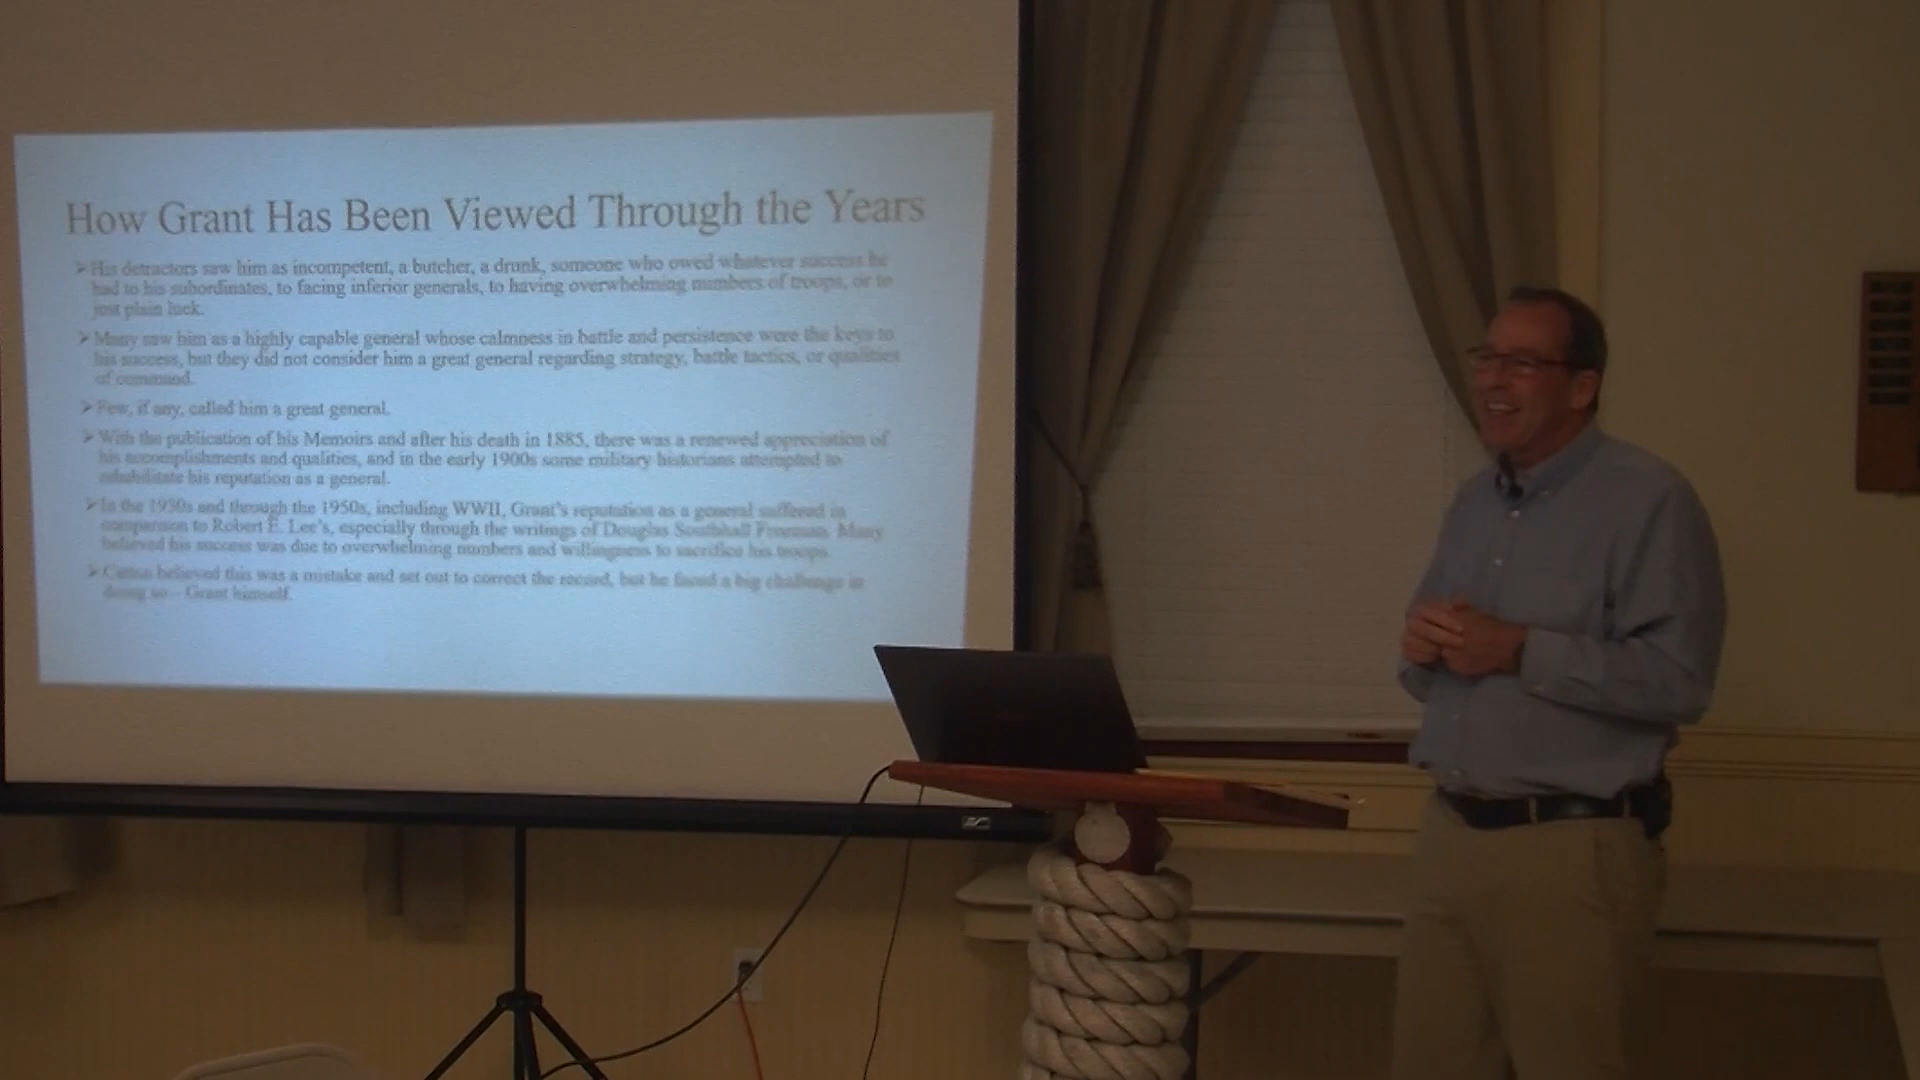 How Grant Has Been Viewed Through the Years
➢ His detractors saw him as incompetent, a butcher, a drunk, someone who owed whatever success he
had to his subordinates, to facing inferior generals, to having overwhelming numbers of troops, or to
just plain luck.
➢ Many saw him as a highly capable general whose calmness in battle and persistence were the keys to
his success, but they did not consider him a great general regarding strategy, battle tactics, or qualities
of command.
➢ Few, if any, called him a great general.
➢ With the publication of his Memoirs and after his death in 1885, there was a renewed appreciation of
his accomplishments and qualities, and in the early 1900s some military historians attempted to
rehabilitate his reputation as a general.
➢ In the 1930s and through the 1950s, including WWII, Grant's reputation as a general suffered in
comparison to Robert E. Lee's, especially through the writings of Douglas Southhall Freeman. Many
believed his success was due to overwhelming numbers and willingness to sacrifice his troops.
➢ Catton believed this was a mistake and set out to correct the record, but he faced a big challenge in
doing so – Grant himself.